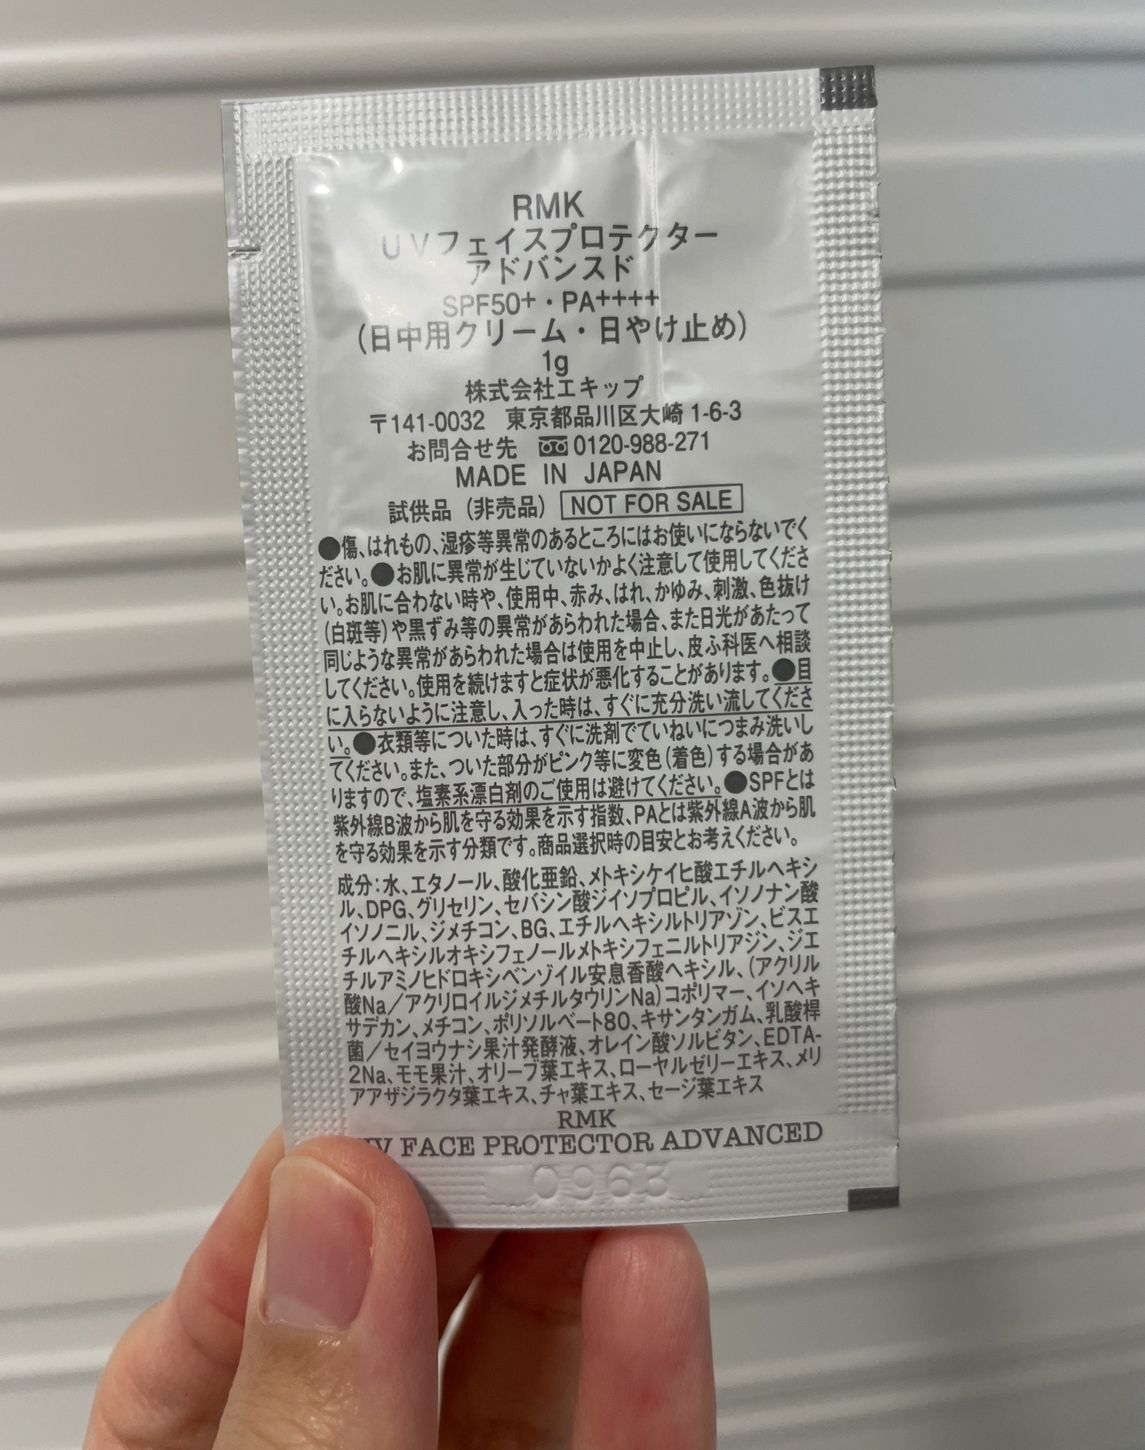 RMK
UVフェイスプロテクター
アドバンスド
SPF50+・PA++++
(日中用クリーム・日やけ止め)
1g
株式会社エキップ
〒141-0032 東京都品川区大崎 1-6-3
お問合せ先 0120-988-271
MADE IN JAPAN
試供品(非売品) NOT FOR SALE
●傷、はれもの、湿疹等異常のあるところにはお使いにならないでく
ださい。●お肌に異常が生じていないかよく注意して使用してくださ
い。お肌に合わない時や、使用中、赤み、はれ、かゆみ、刺激、色抜け
(白斑等)や黒ずみ等の異常があらわれた場合、また日光があたって
同じような異常があらわれた場合は使用を中止し、皮ふ科医へ相談
してください。使用を続けますと症状が悪化することがあります。●目
に入らないように注意し、入った時は、すぐに充分洗い流してくださ
い。●衣類等についた時は、すぐに洗剤でていねいにつまみ洗いし
てください。また、ついた部分がピンク等に変色(着色)する場合があ
りますので、塩素系漂白剤のご使用は避けてください。●SPFとは
紫外線B波から肌を守る効果を示す指数、PAとは紫外線A波から肌
を守る効果を示す分類です。商品選択時の目安とお考えください。
成分:水、エタノール、酸化亜鉛、メトキシケイヒ酸エチルヘキシ
ル、DPG、グリセリン、セバシン酸ジイソプロピル、イソノナン酸
イソノニル、ジメチコン、BG、エチルヘキシルトリアゾン、ビスエ
チルヘキシルオキシフェノールメトキシフェニルトリアジン、ジエ
チルアミノヒドロキシベンゾイル安息香酸ヘキシル、(アクリル
酸Na/アクリロイルジメチルタウリンNa)コポリマー、イソヘキ
サデカン、メチコン、ポリソルベート80、キサンタンガム、乳酸桿
菌/セイヨウナシ果汁発酵液、オレイン酸ソルビタン、EDTA-
2Na、モモ果汁、オリーブ葉エキス、ローヤルゼリーエキス、メリ
アアザジラクタ葉エキス、チャ葉エキス、セージ葉エキス
RMK
UV FACE PROTECTOR ADVANCED
0963